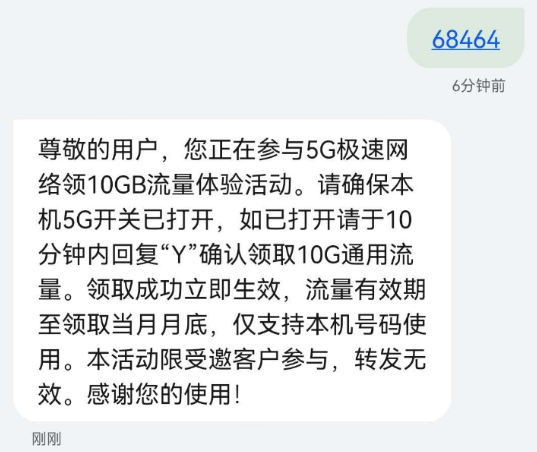 68464
6分钟前
尊敬的用户，您正在参与5G极速网
络领10GB流量体验活动。请确保本
机5G开关已打开，如已打开请于10
分钟内回复“Y”确认领取10G通用流
量。领取成功立即生效，流量有效期
至领取当月月底，仅支持本机号码使
用。本活动限受邀客户参与，转发无
效。感谢您的使用！
刚刚